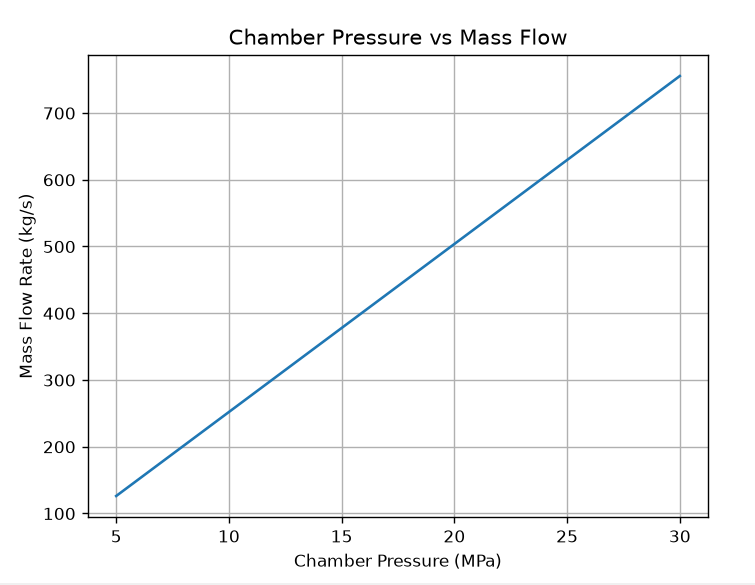 Chamber Pressure vs Mass Flow
Mass Flow Rate (kg/s)
700
600
500
400
300
200
100
5 10 15 20 25 30
Chamber Pressure (MPa)